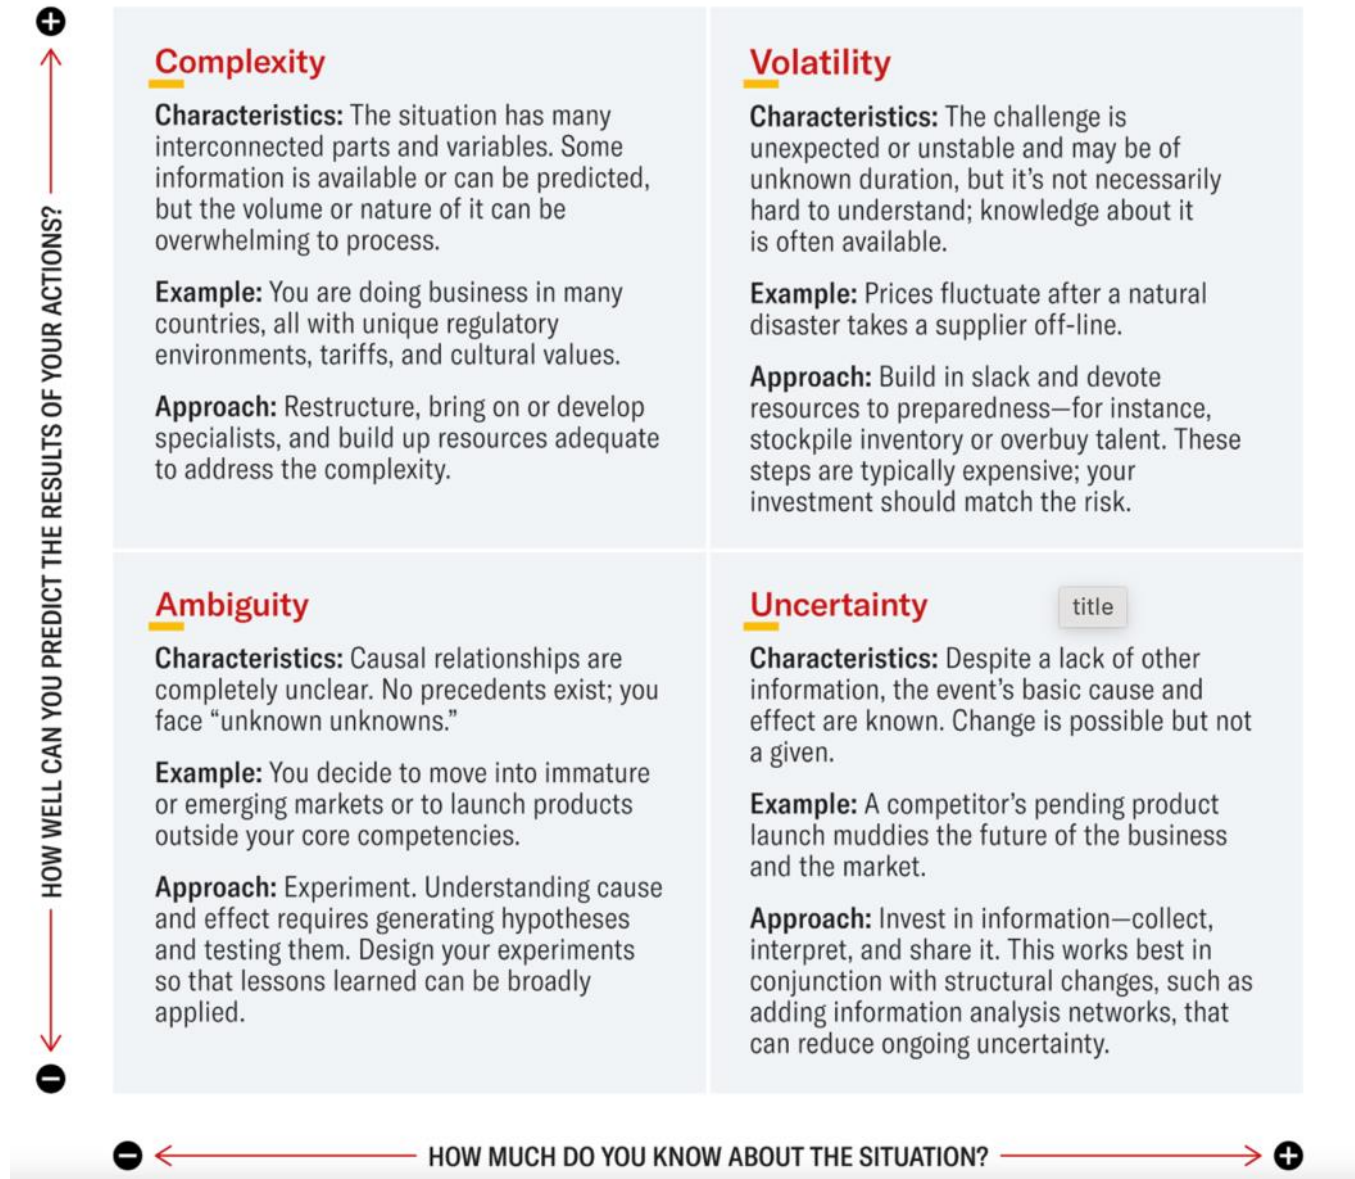 HOW WELL CAN YOU PREDICT THE RESULTS OF YOUR ACTIONS?
Complexity
Characteristics: The situation has many
interconnected parts and variables. Some
information is available or can be predicted,
but the volume or nature of it can be
overwhelming to process.
Example: You are doing business in many
countries, all with unique regulatory
environments, tariffs, and cultural values.
Approach: Restructure, bring on or develop
specialists, and build up resources adequate
to address the complexity.
Volatility
Characteristics: The challenge is
unexpected or unstable and may be of
unknown duration, but it’s not necessarily
hard to understand; knowledge about it
is often available.
Example: Prices fluctuate after a natural
disaster takes a supplier off-line.
Approach: Build in slack and devote
resources to preparedness—for instance,
stockpile inventory or overbuy talent. These
steps are typically expensive; your
investment should match the risk.
Ambiguity
Characteristics: Causal relationships are
completely unclear. No precedents exist; you
face “unknown unknowns.”
Example: You decide to move into immature
or emerging markets or to launch products
outside your core competencies.
Approach: Experiment. Understanding cause
and effect requires generating hypotheses
and testing them. Design your experiments
so that lessons learned can be broadly
applied.
Uncertainty
title
Characteristics: Despite a lack of other
information, the event’s basic cause and
effect are known. Change is possible but not
a given.
Example: A competitor’s pending product
launch muddies the future of the business
and the market.
Approach: Invest in information—collect,
interpret, and share it. This works best in
conjunction with structural changes, such as
adding information analysis networks, that
can reduce ongoing uncertainty.
HOW MUCH DO YOU KNOW ABOUT THE SITUATION?